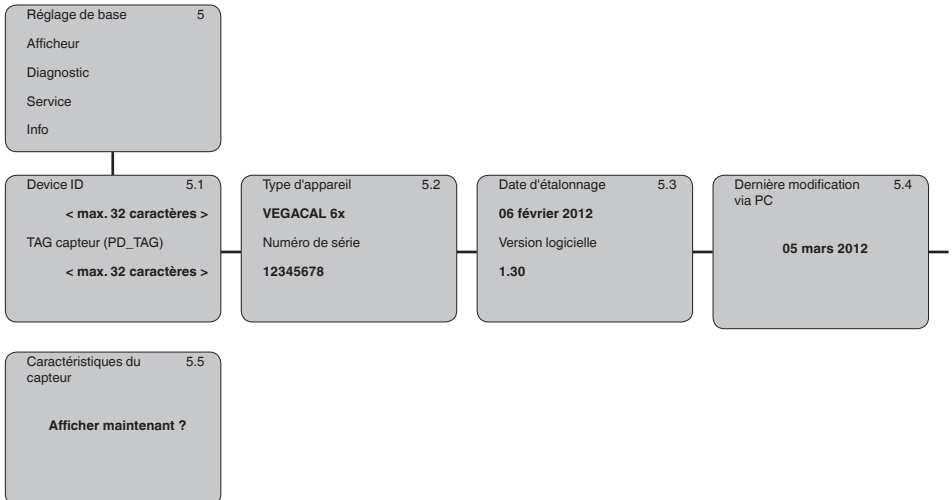 Réglage de base 5
Afficheur
Diagnostic
Service
Info
Device ID 5.1
< max. 32 caractères >
TAG capteur (PD_TAG)
< max. 32 caractères >
Type d'appareil 5.2
VEGACAL 6x
Numéro de série
12345678
Date d'étalonnage 5.3
06 février 2012
Version logicielle
1.30
Dernière modification 5.4
via PC
05 mars 2012
Caractéristiques du 5.5
capteur
Afficher maintenant ?